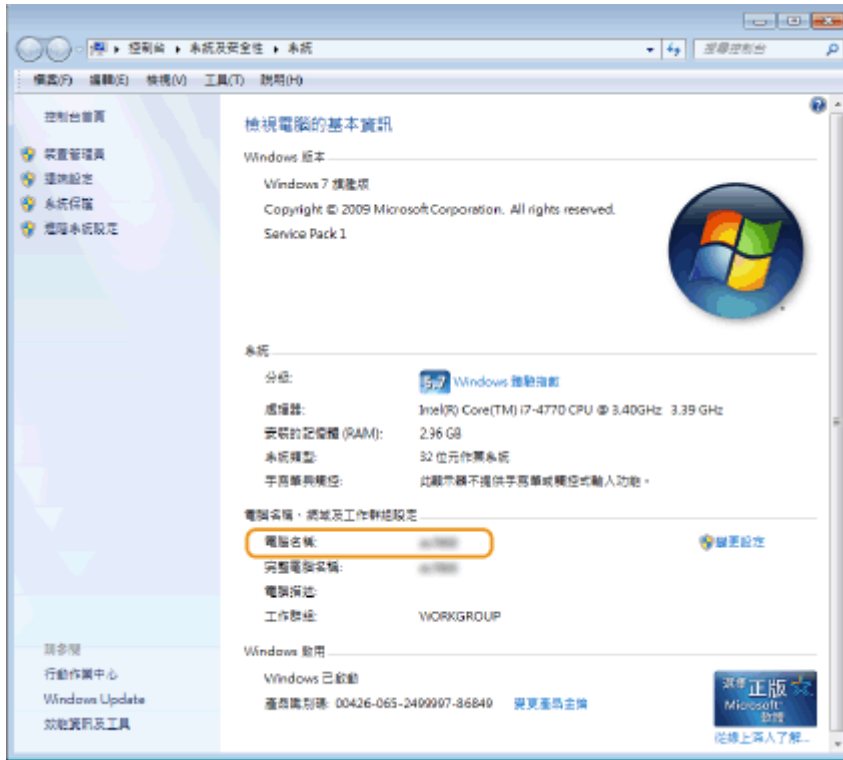 控制台 ▸ 系統及安全性 ▸ 系統
搜尋控制台
檔案(F) 編輯(E) 檢視(V) 工具(T) 說明(H)
控制台首頁
裝置管理員
遠端設定
系統保護
進階系統設定
檢視電腦的基本資訊
Windows 版本
Windows 7 旗艦版
Copyright © 2009 Microsoft Corporation. All rights reserved.
Service Pack 1
系統
分級: 5.7 Windows 體驗指數
處理器: Intel(R) Core(TM) i7-4770 CPU @ 3.40GHz 3.39 GHz
安裝的記憶體 (RAM): 2.96 GB
系統類型: 32 位元作業系統
手寫筆與觸控: 此顯示器不提供手寫筆或觸控式輸入功能。
電腦名稱、網域及工作群組設定
電腦名稱: 變更設定
完整電腦名稱:
電腦描述:
工作群組: WORKGROUP
Windows 啟用
Windows 已啟動
產品識別碼: 00426-065-2499997-86849 變更產品金鑰
請參閱
行動作業中心
Windows Update
效能資訊及工具
選擇正版
Microsoft
軟體
從線上深入了解...